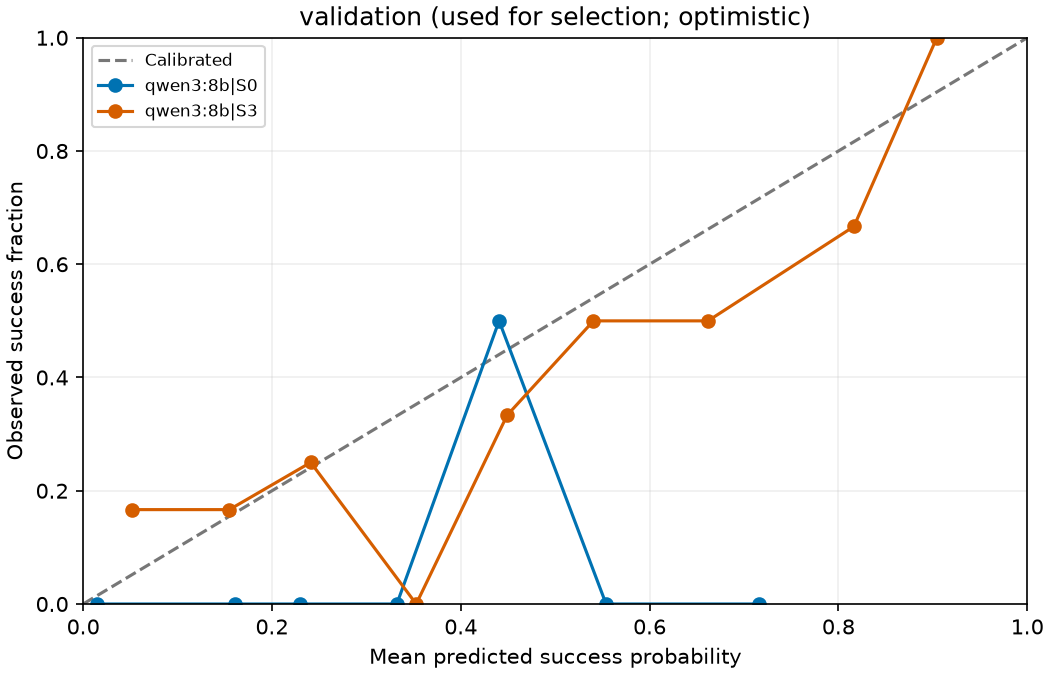 validation (used for selection; optimistic)
Calibrated
qwen3:8b|S0
qwen3:8b|S3
Observed success fraction
1.0
0.8
0.6
0.4
0.2
0.0
0.0 0.2 0.4 0.6 0.8 1.0
Mean predicted success probability